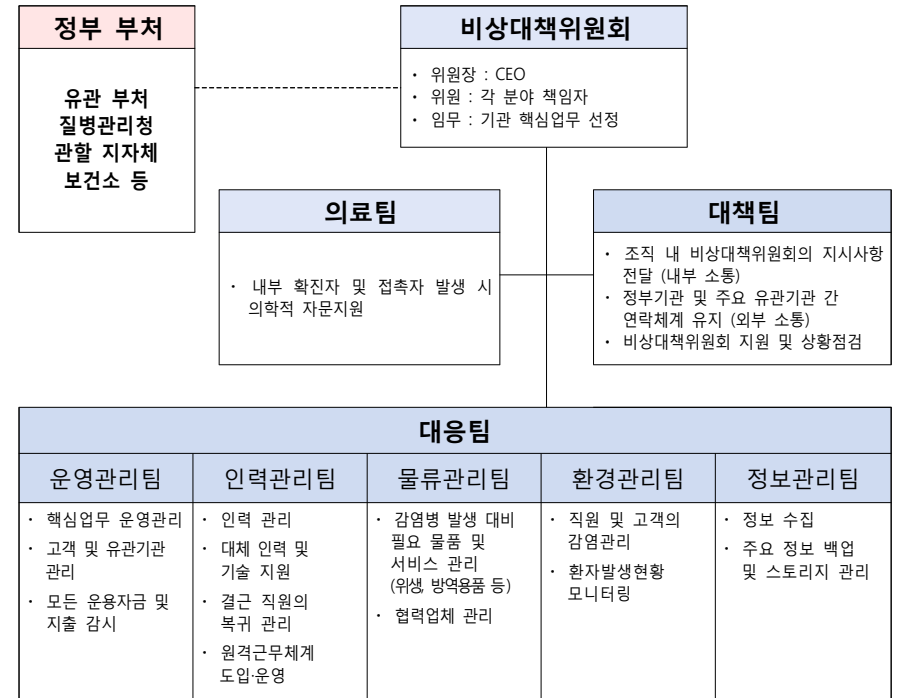 정부 부처
유관 부처
질병관리청
관할 지자체
보건소 등
비상대책위원회
· 위원장 : CEO
· 위원 : 각 분야 책임자
· 임무 : 기관 핵심업무 선정
의료팀
· 내부 확진자 및 접촉자 발생 시
의학적 자문지원
대책팀
· 조직 내 비상대책위원회의 지시사항
전달 (내부 소통)
· 정부기관 및 주요 유관기관 간
연락체계 유지 (외부 소통)
· 비상대책위원회 지원 및 상황점검
대응팀
운영관리팀
· 핵심업무 운영관리
· 고객 및 유관기관
관리
· 모든 운용자금 및
지출 감시
인력관리팀
· 인력 관리
· 대체 인력 및
기술 지원
· 결근 직원의
복귀 관리
· 원격근무체계
도입·운영
물류관리팀
· 감염병 발생 대비
필요 물품 및
서비스 관리
(위생, 방역용품 등)
· 협력업체 관리
환경관리팀
· 직원 및 고객의
감염관리
· 환자발생현황
모니터링
정보관리팀
· 정보 수집
· 주요 정보 백업
및 스토리지 관리